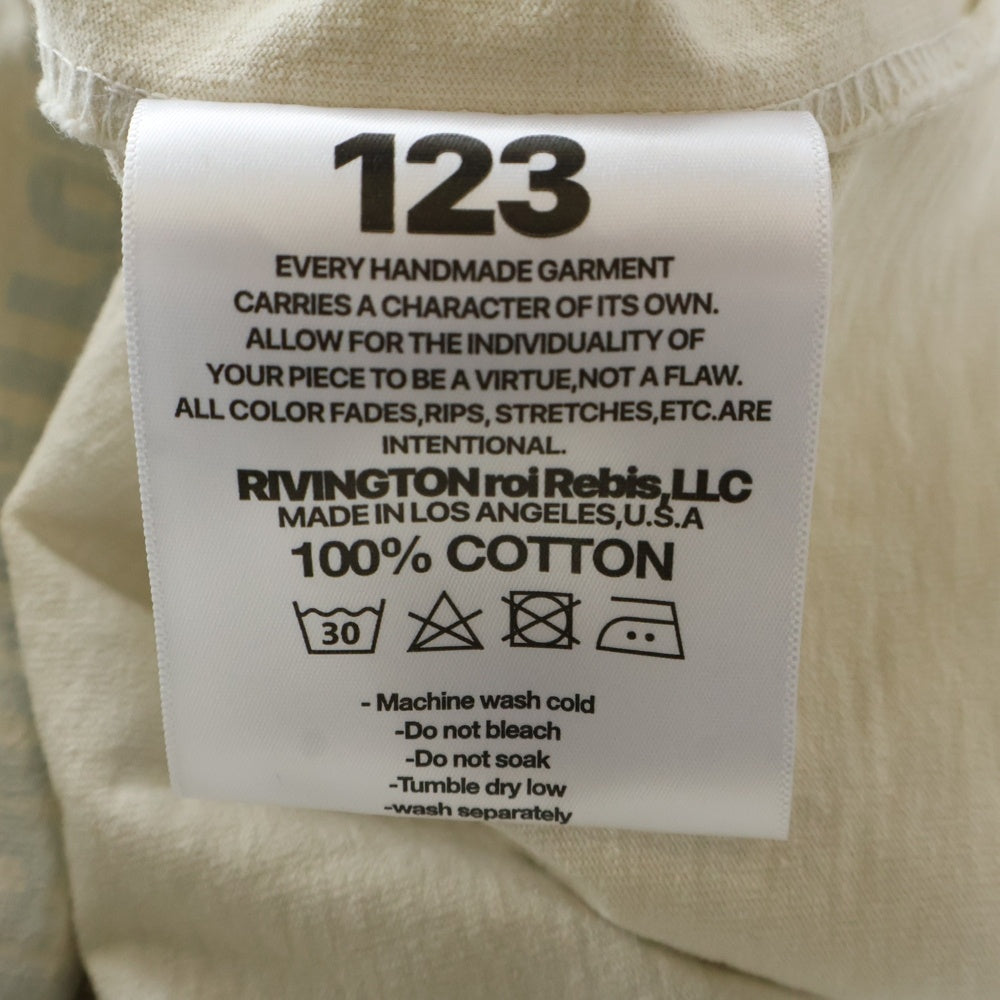 123
EVERY HANDMADE GARMENT
CARRIES A CHARACTER OF ITS OWN.
ALLOW FOR THE INDIVIDUALITY OF
YOUR PIECE TO BE A VIRTUE,NOT A FLAW.
ALL COLOR FADES,RIPS, STRETCHES,ETC.ARE
INTENTIONAL.
RIVINGTON roi Rebis,LLC
MADE IN LOS ANGELES,U.S.A
100% COTTON
30
- Machine wash cold
-Do not bleach
-Do not soak
-Tumble dry low
-wash separately